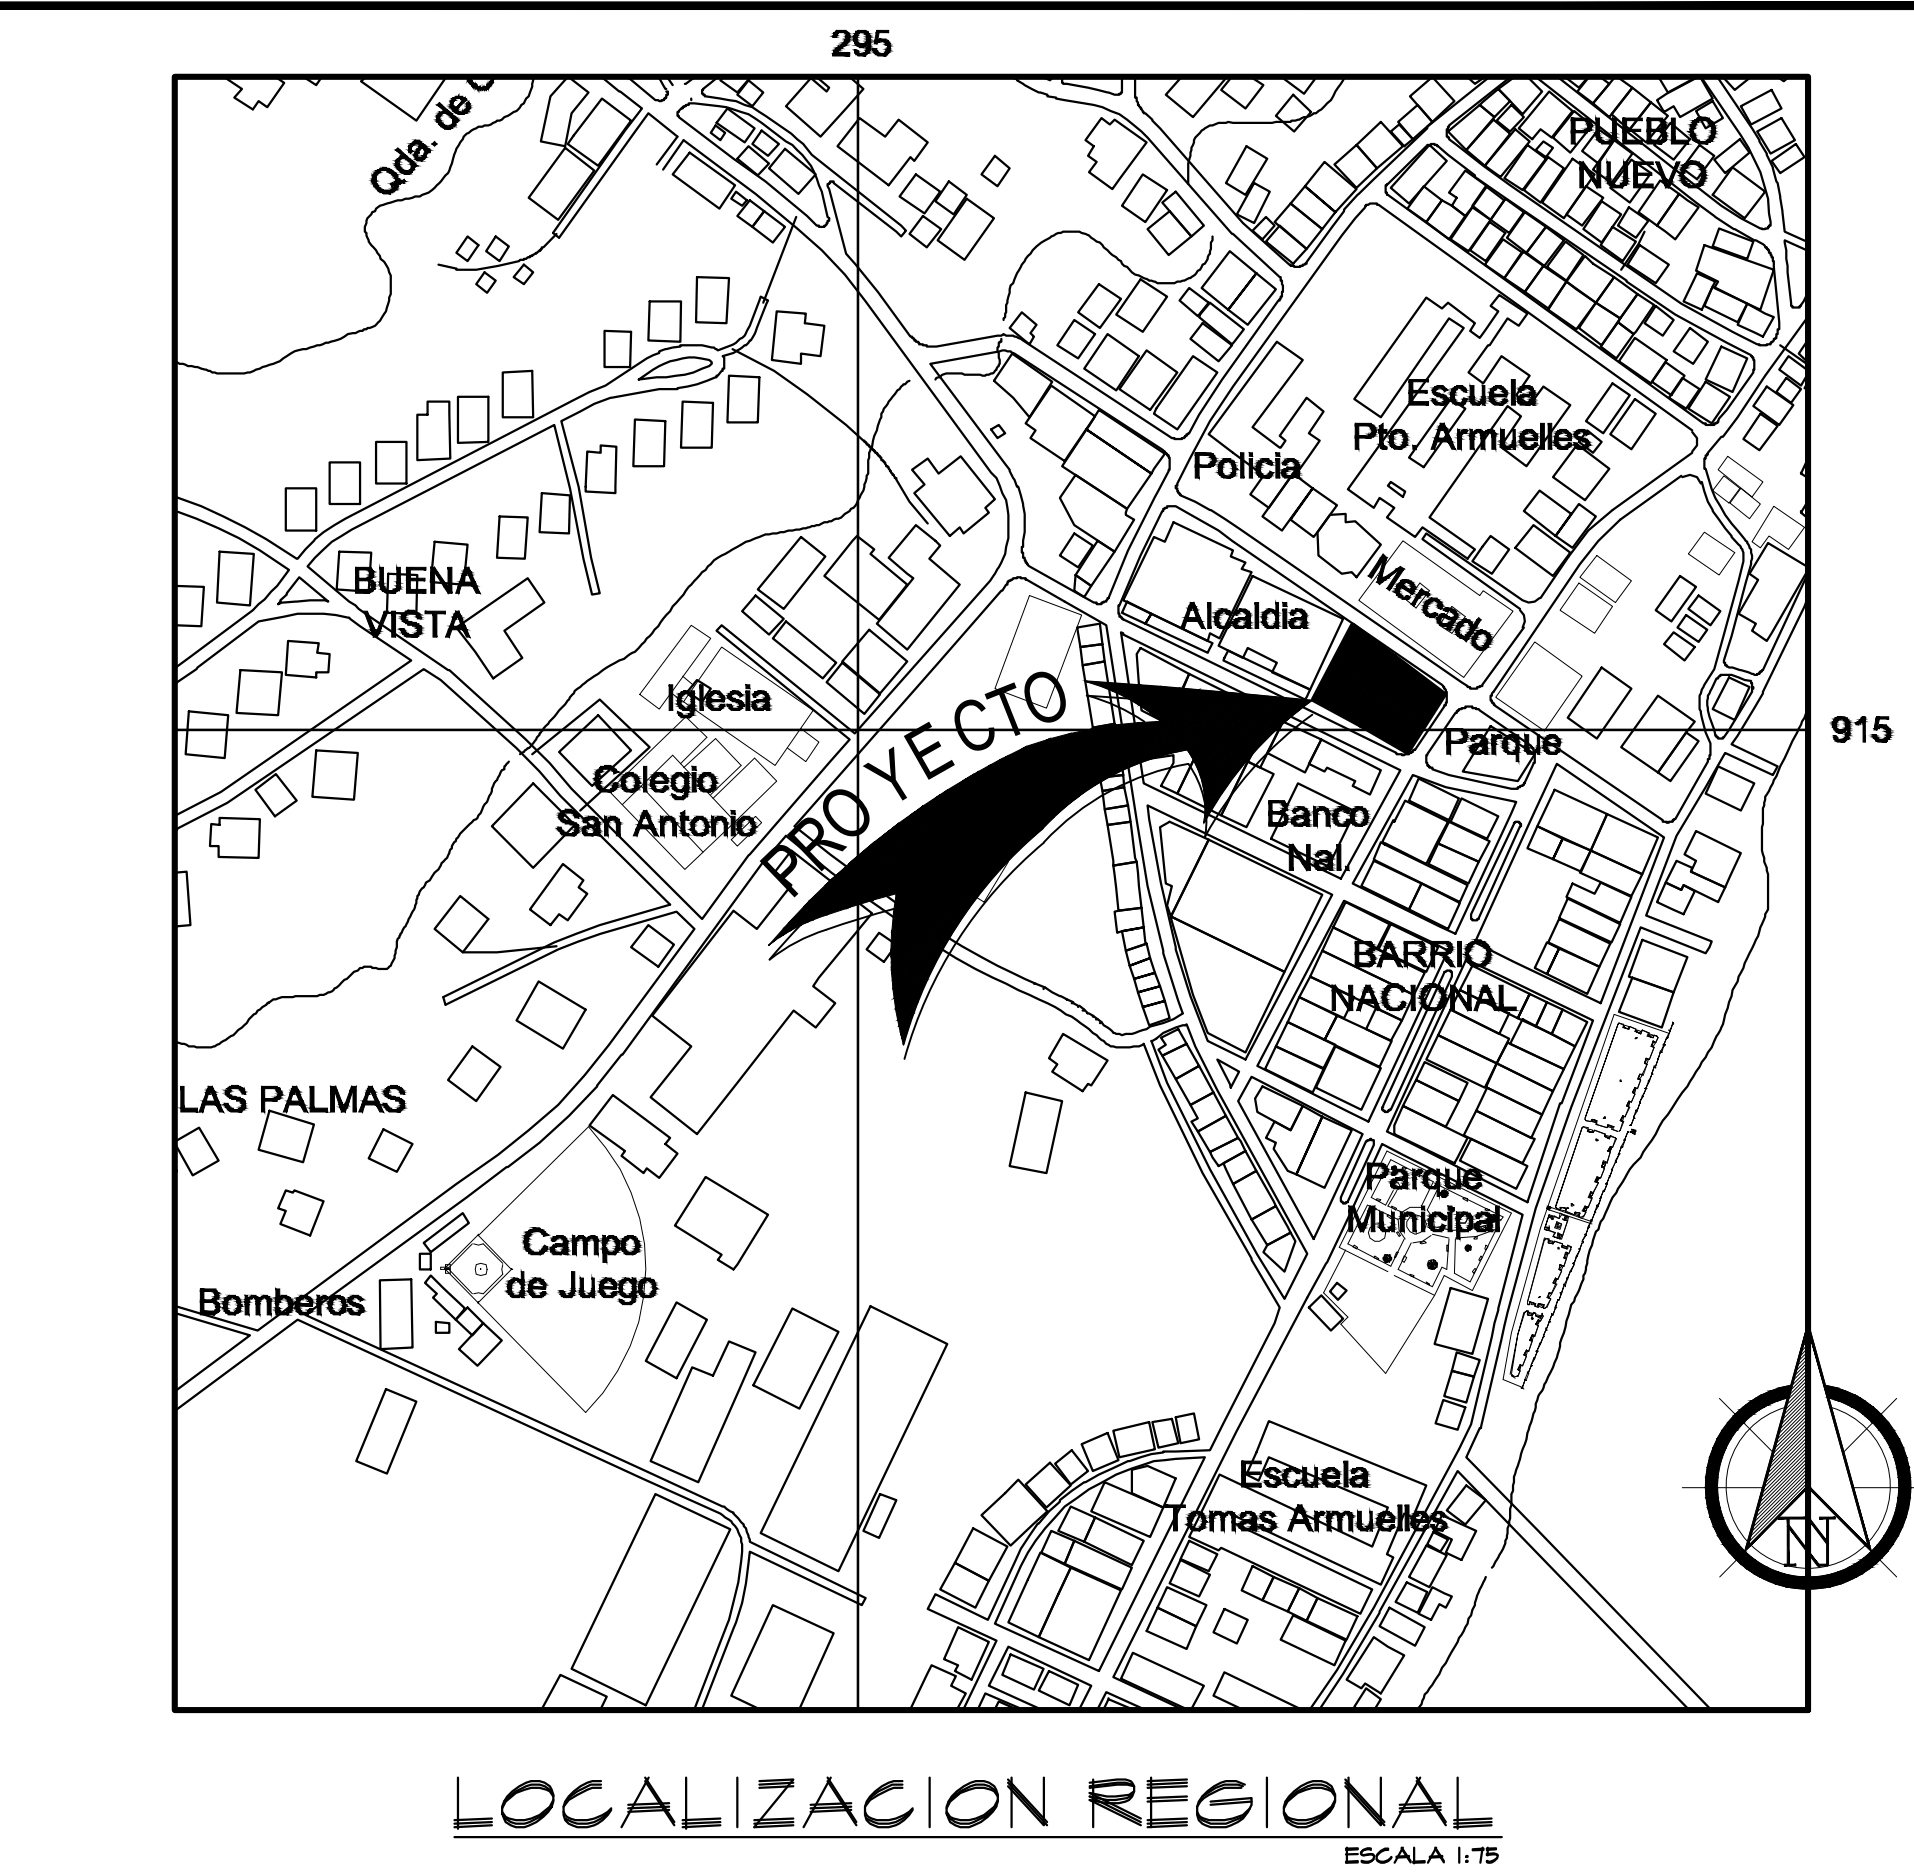 295
Qda. de
PUEBLO
NUEVO
Escuela
Pto. Armuelles
Policia
Mercado
BUENA
VISTA
Alcaldia
Iglesia
PROYECTO
Parque
915
Colegio
San Antonio
Banco
Nal.
BARRIO
NACIONAL
LAS PALMAS
Parque
Municipal
Campo
de Juego
Bomberos
Escuela
Tomas Armuelles
N
LOCALIZACION REGIONAL
ESCALA 1:75